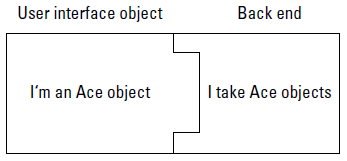 User interface object Back end
I'm an Ace object I take Ace objects